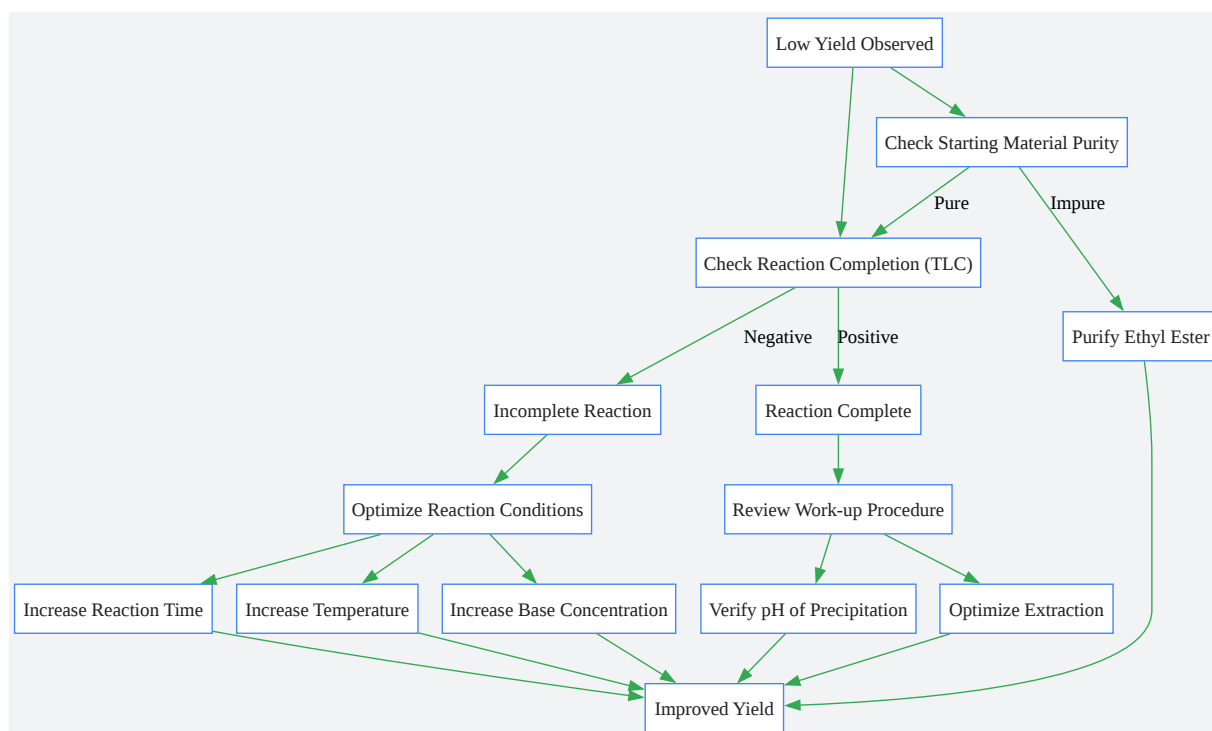 Low Yield Observed
Check Starting Material Purity
Pure
Impure
Check Reaction Completion (TLC)
Negative
Positive
Purify Ethyl Ester
Incomplete Reaction
Reaction Complete
Optimize Reaction Conditions
Review Work-up Procedure
Increase Reaction Time
Increase Temperature
Increase Base Concentration
Verify pH of Precipitation
Optimize Extraction
Improved Yield